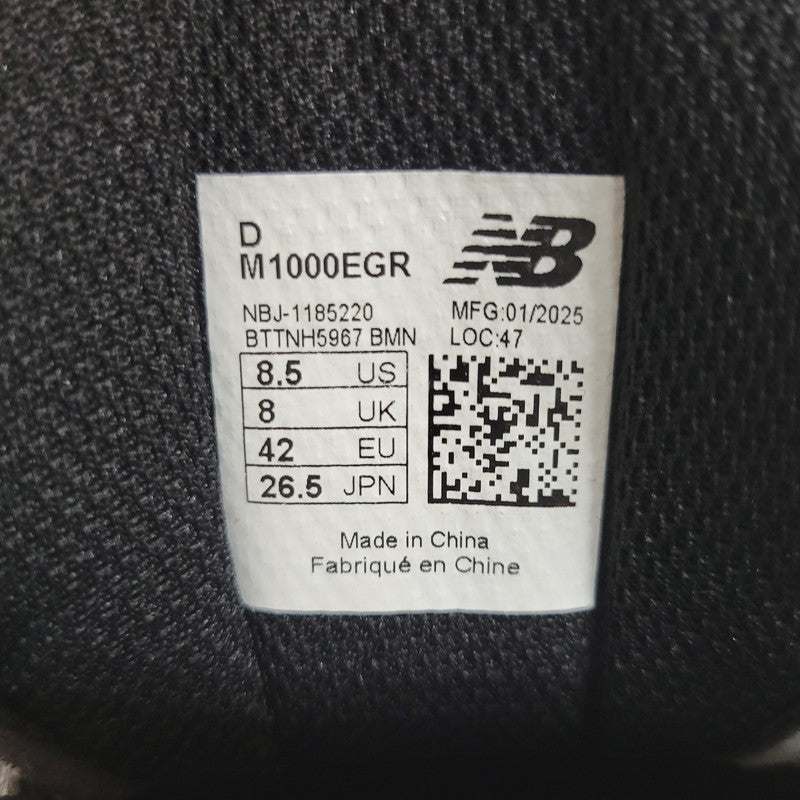 D
M1000EGR
NB
NBJ-1185220 MFG:01/2025
BTTNH5967 BMN LOC:47
8.5 US
8 UK
42 EU
26.5 JPN
Made in China
Fabriqué en Chine